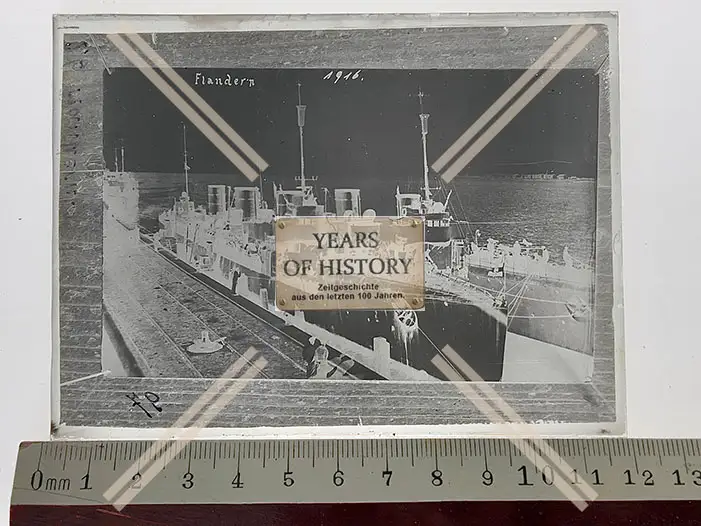 Flandern
1916.
YEARS
OF HISTORY
Zeitgeschichte
aus den letzten 100 Jahren.
0mm 1 2 3 4 5 6 7 8 9 10 11 12 13